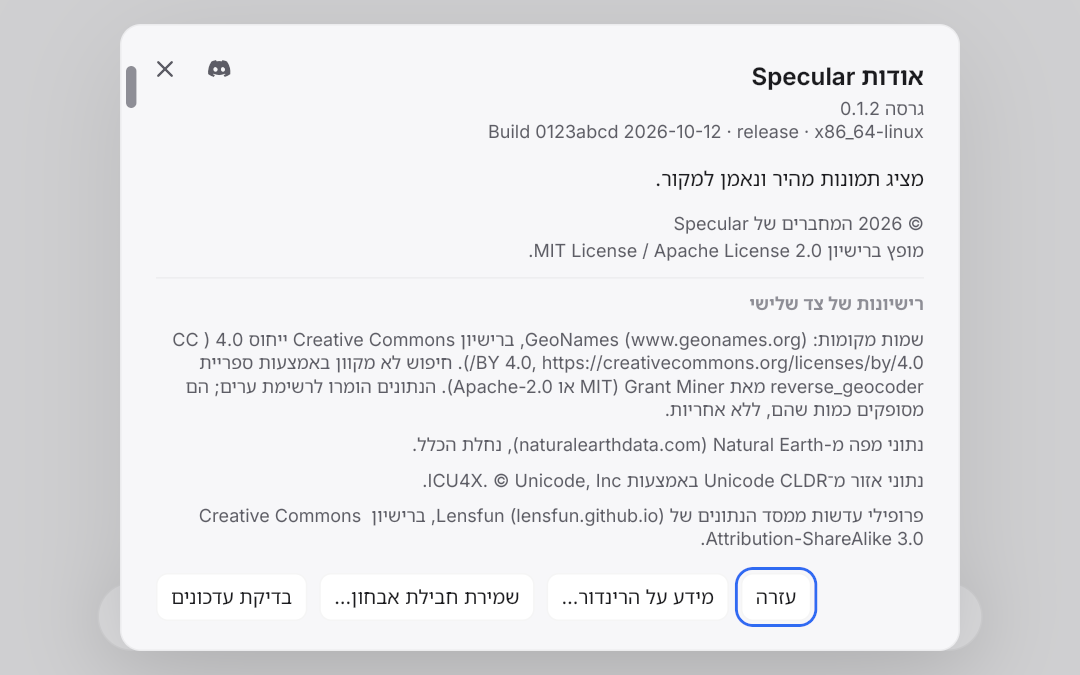 אודות Specular
גרסה 0.1.2
Build 0123abcd 2026-10-12 · release · x86_64-linux
מציג תמונות מהיר ונאמן למקור.
© 2026 המחברים של Specular
מופץ ברישיון MIT License / Apache License 2.0.
רישיונות של צד שלישי
שמות מקומות: GeoNames (www.geonames.org), ברישיון Creative Commons ייחוס 4.0 (CC
BY 4.0, https://creativecommons.org/licenses/by/4.0/). חיפוש לא מקוון באמצעות ספריית
reverse_geocoder מאת Grant Miner (MIT או Apache-2.0). הנתונים הומרו לרשימת ערים; הם
מסופקים כמות שהם, ללא אחריות.
נתוני מפה מ-Natural Earth (naturalearthdata.com), נחלת הכלל.
נתוני אזור מ־Unicode CLDR באמצעות ICU4X. © Unicode, Inc.
פרופילי עדשות ממסד הנתונים של Lensfun (lensfun.github.io), ברישיון Creative Commons
Attribution-ShareAlike 3.0.
עזרה
מידע על הרינדור...
שמירת חבילת אבחון...
בדיקת עדכונים